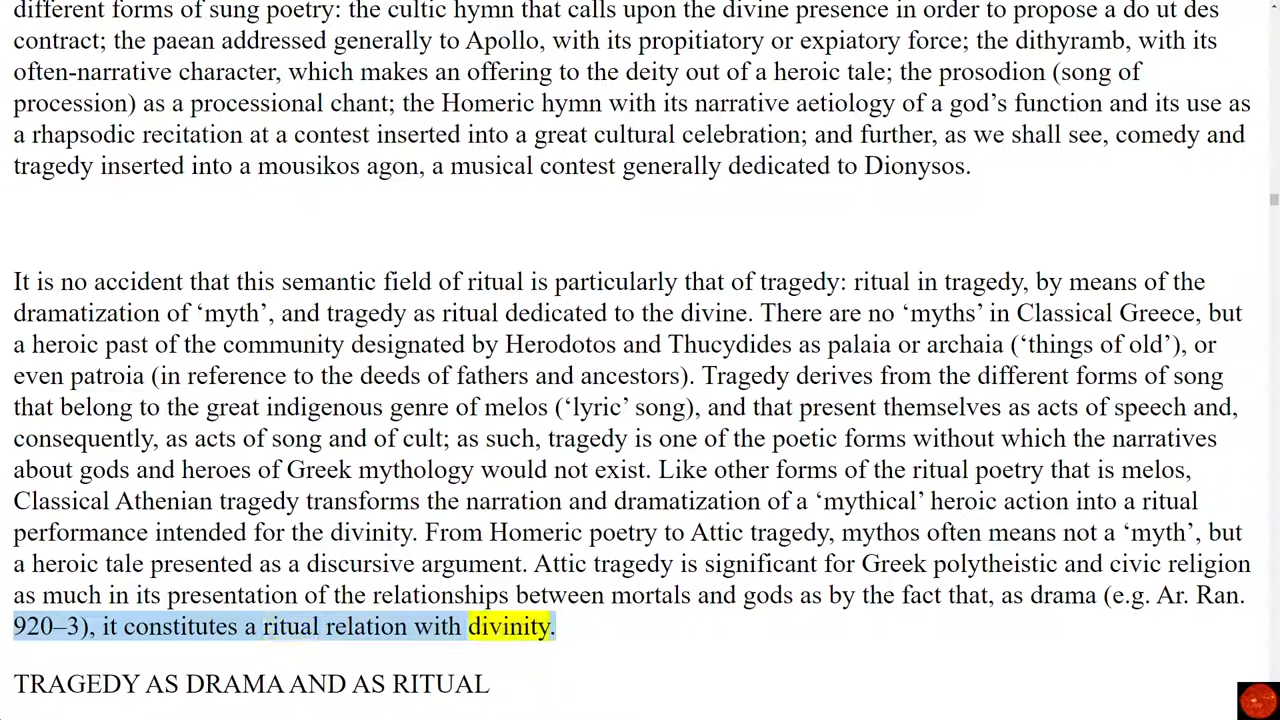 different forms of sung poetry: the cultic hymn that calls upon the divine presence in order to propose a do ut des
contract; the paean addressed generally to Apollo, with its propitiatory or expiatory force; the dithyramb, with its
often-narrative character, which makes an offering to the deity out of a heroic tale; the prosodion (song of
procession) as a processional chant; the Homeric hymn with its narrative aetiology of a god’s function and its use as
a rhapsodic recitation at a contest inserted into a great cultural celebration; and further, as we shall see, comedy and
tragedy inserted into a mousikos agon, a musical contest generally dedicated to Dionysos.
It is no accident that this semantic field of ritual is particularly that of tragedy: ritual in tragedy, by means of the
dramatization of ‘myth’, and tragedy as ritual dedicated to the divine. There are no ‘myths’ in Classical Greece, but
a heroic past of the community designated by Herodotos and Thucydides as palaia or archaia (‘things of old’), or
even patroia (in reference to the deeds of fathers and ancestors). Tragedy derives from the different forms of song
that belong to the great indigenous genre of melos (‘lyric’ song), and that present themselves as acts of speech and,
consequently, as acts of song and of cult; as such, tragedy is one of the poetic forms without which the narratives
about gods and heroes of Greek mythology would not exist. Like other forms of the ritual poetry that is melos,
Classical Athenian tragedy transforms the narration and dramatization of a ‘mythical’ heroic action into a ritual
performance intended for the divinity. From Homeric poetry to Attic tragedy, mythos often means not a ‘myth’, but
a heroic tale presented as a discursive argument. Attic tragedy is significant for Greek polytheistic and civic religion
as much in its presentation of the relationships between mortals and gods as by the fact that, as drama (e.g. Ar. Ran.
920–3), it constitutes a ritual relation with divinity.
TRAGEDY AS DRAMA AND AS RITUAL